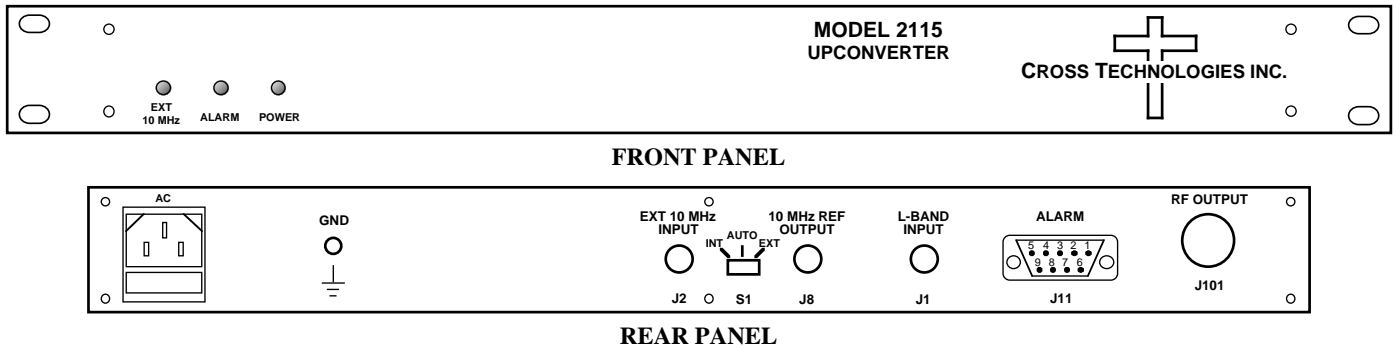 MODEL 2115
UPCONVERTER
CROSS TECHNOLOGIES INC.
EXT
10 MHz
ALARM
POWER
FRONT PANEL
AC
GND
EXT 10 MHz
INPUT
INT
AUTO
EXT
10 MHz REF
OUTPUT
L-BAND
INPUT
ALARM
5 4 3 2 1
9 8 7 6
RF OUTPUT
J2
S1
J8
J1
J11
J101
REAR PANEL